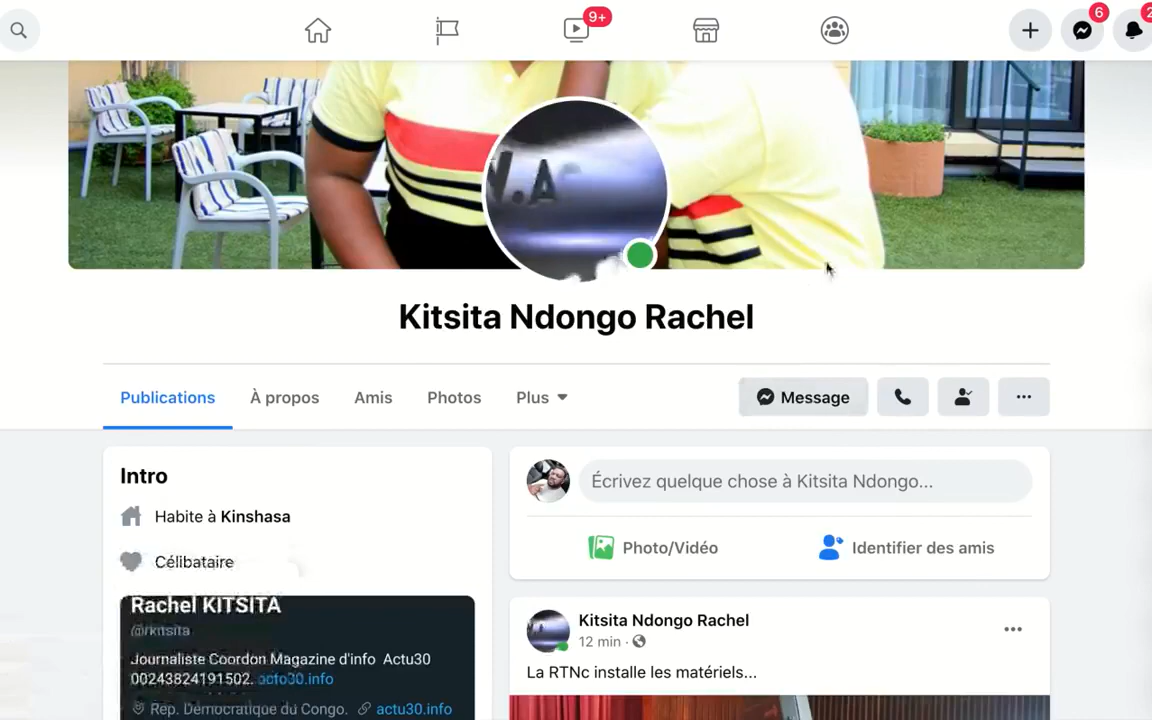 9+
6
2
Kitsita Ndongo Rachel
Publications
À propos
Amis
Photos
Plus
Message
Intro
Habite à Kinshasa
Célibataire
Rachel KITSITA
@rkitsita
Journaliste Coordon Magazine d'info Actu30
00243824191502. acto30.info
Rep. Démocratique du Congo. actu30.info
Écrivez quelque chose à Kitsita Ndongo...
Photo/Vidéo
Identifier des amis
Kitsita Ndongo Rachel
12 min ·
La RTNc installe les matériels...